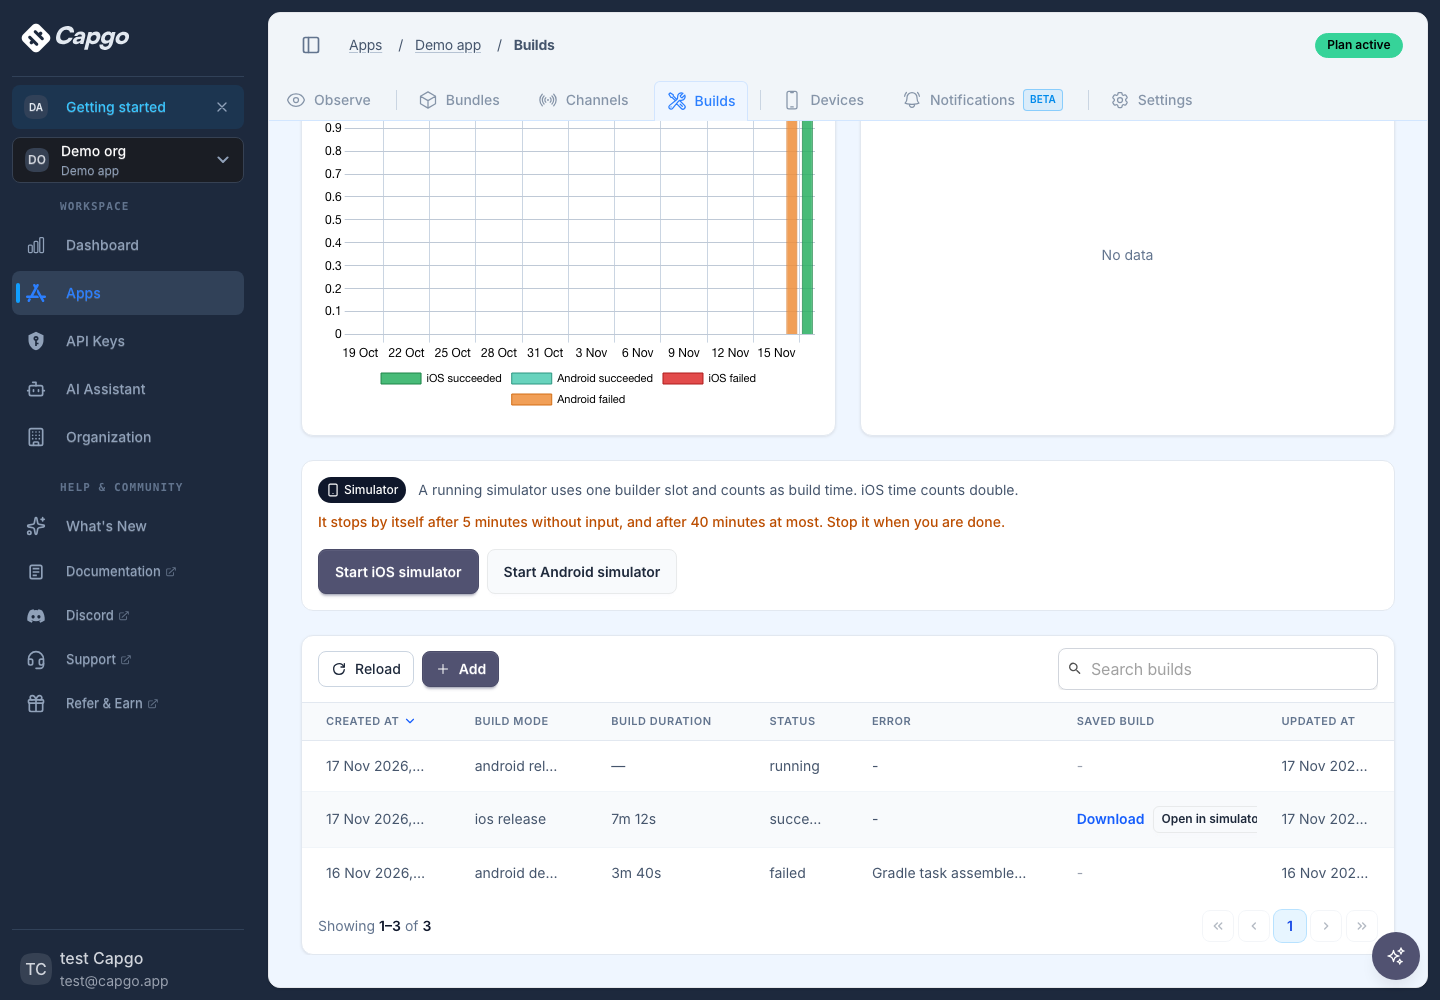 Capgo
DA Getting started
DO Demo org
Demo app
WORKSPACE
Dashboard
Apps
API Keys
AI Assistant
Organization
HELP & COMMUNITY
What's New
Documentation
Discord
Support
Refer & Earn
TC test Capgo
test@capgo.app
Apps / Demo app / Builds
Plan active
Observe Bundles Channels Builds Devices Notifications BETA Settings
0.9
0.8
0.7
0.6
0.5
0.4
0.3
0.2
0.1
0
19 Oct 22 Oct 25 Oct 28 Oct 31 Oct 3 Nov 6 Nov 9 Nov 12 Nov 15 Nov
iOS succeeded Android succeeded iOS failed
Android failed
No data
Simulator A running simulator uses one builder slot and counts as build time. iOS time counts double.
It stops by itself after 5 minutes without input, and after 40 minutes at most. Stop it when you are done.
Start iOS simulator Start Android simulator
Reload + Add Search builds
CREATED AT BUILD MODE BUILD DURATION STATUS ERROR SAVED BUILD UPDATED AT
17 Nov 2026,... android rel... — running - - 17 Nov 202...
17 Nov 2026,... ios release 7m 12s succe... - Download Open in simulato 17 Nov 202...
16 Nov 2026,... android de... 3m 40s failed Gradle task assemble... - 16 Nov 202...
Showing 1–3 of 3 « ‹ 1 › »